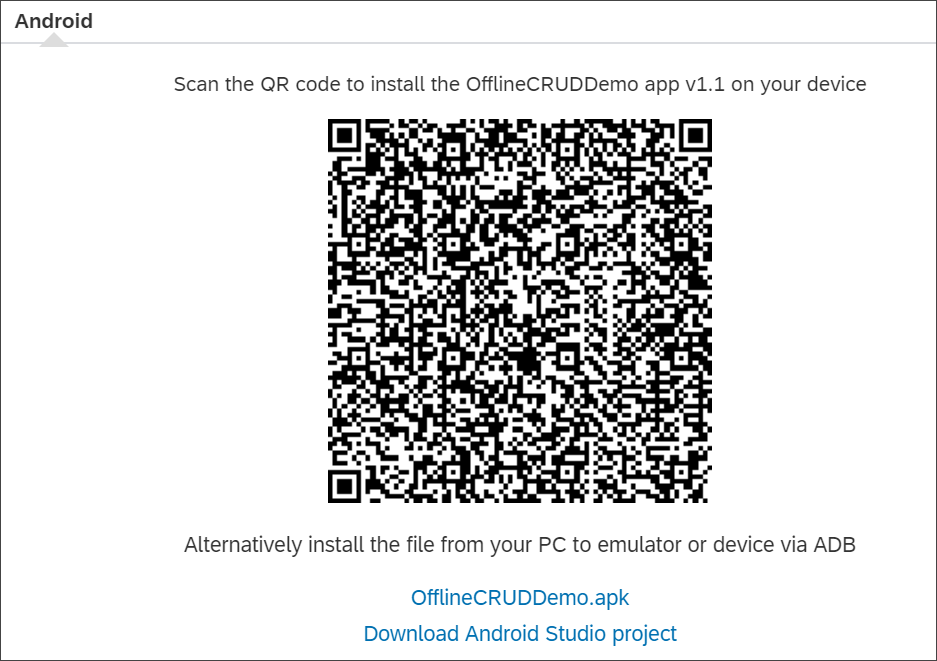 Android
Scan the QR code to install the OfflineCRUDDemo app v1.1 on your device
Alternatively install the file from your PC to emulator or device via ADB
OfflineCRUDDemo.apk
Download Android Studio project